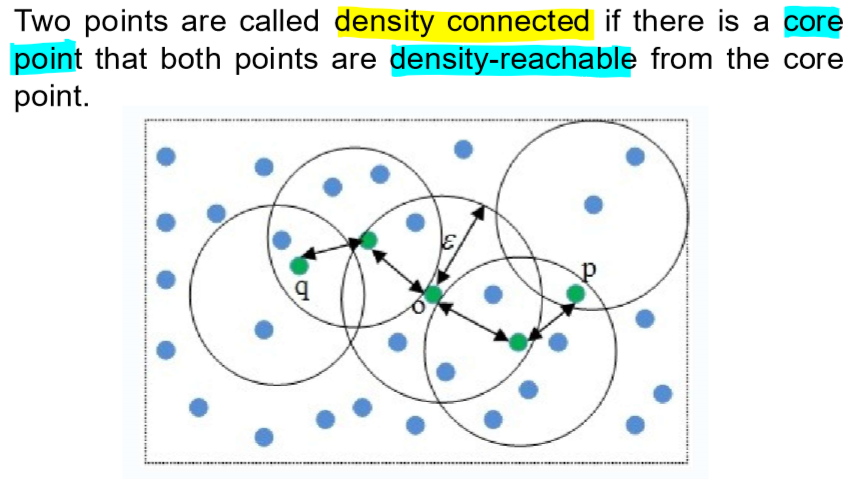 Two points are called density connected if there is a core
point that both points are density-reachable from the core
point.
ε
p
q
o